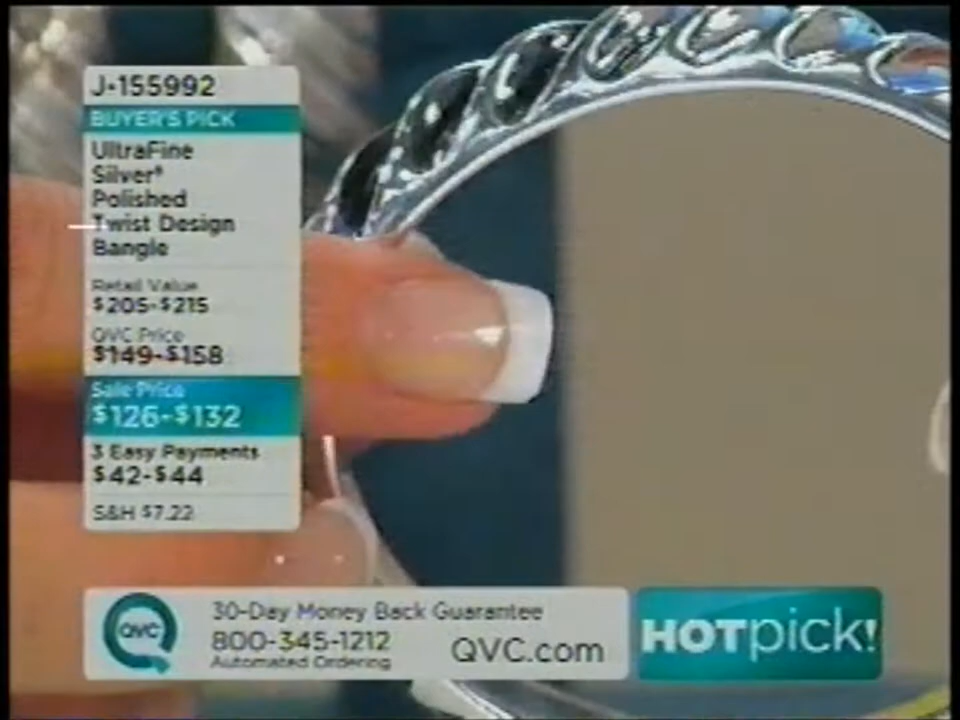 J-155992
BUYER'S PICK
UltraFine
Silver®
Polished
Twist Design
Bangle
Retail Value
$205-$215
QVC Price
$149-$158
Sale Price
$126-$132
3 Easy Payments
$42-$44
S&H $7.22
QVC
30-Day Money Back Guarantee
800-345-1212
Automated Ordering
QVC.com
HOTpick!